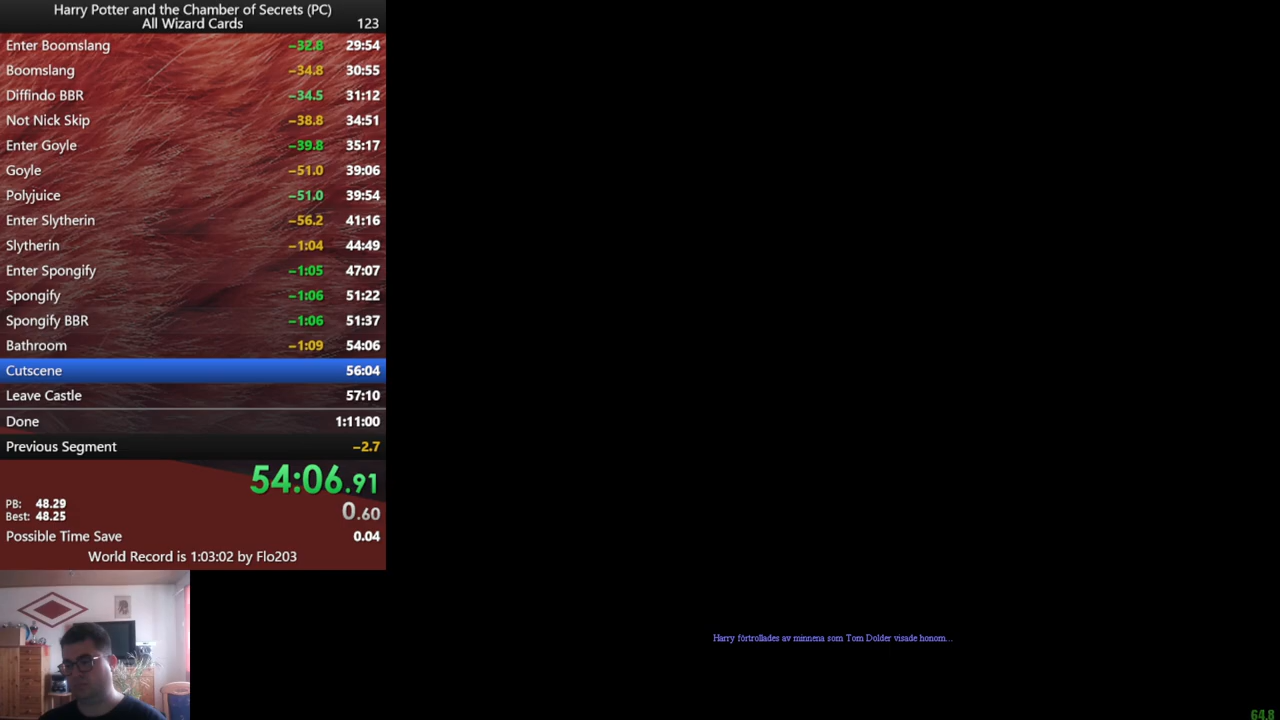 Harry Potter and the Chamber of Secrets (PC)
All Wizard Cards 123
Enter Boomslang −32.8 29:54
Boomslang −34.8 30:55
Diffindo BBR −34.5 31:12
Not Nick Skip −38.8 34:51
Enter Goyle −39.8 35:17
Goyle −51.0 39:06
Polyjuice −51.0 39:54
Enter Slytherin −56.2 41:16
Slytherin −1:04 44:49
Enter Spongify −1:05 47:07
Spongify −1:06 51:22
Spongify BBR −1:06 51:37
Bathroom −1:09 54:06
Cutscene 56:04
Leave Castle 57:10
Done 1:11:00
Previous Segment −2.7
54:06.91
PB: 48.29
Best: 48.25
0.60
Possible Time Save 0.04
World Record is 1:03:02 by Flo203
Harry förtrollades av minnena som Tom Dolder visade honom...
64.8